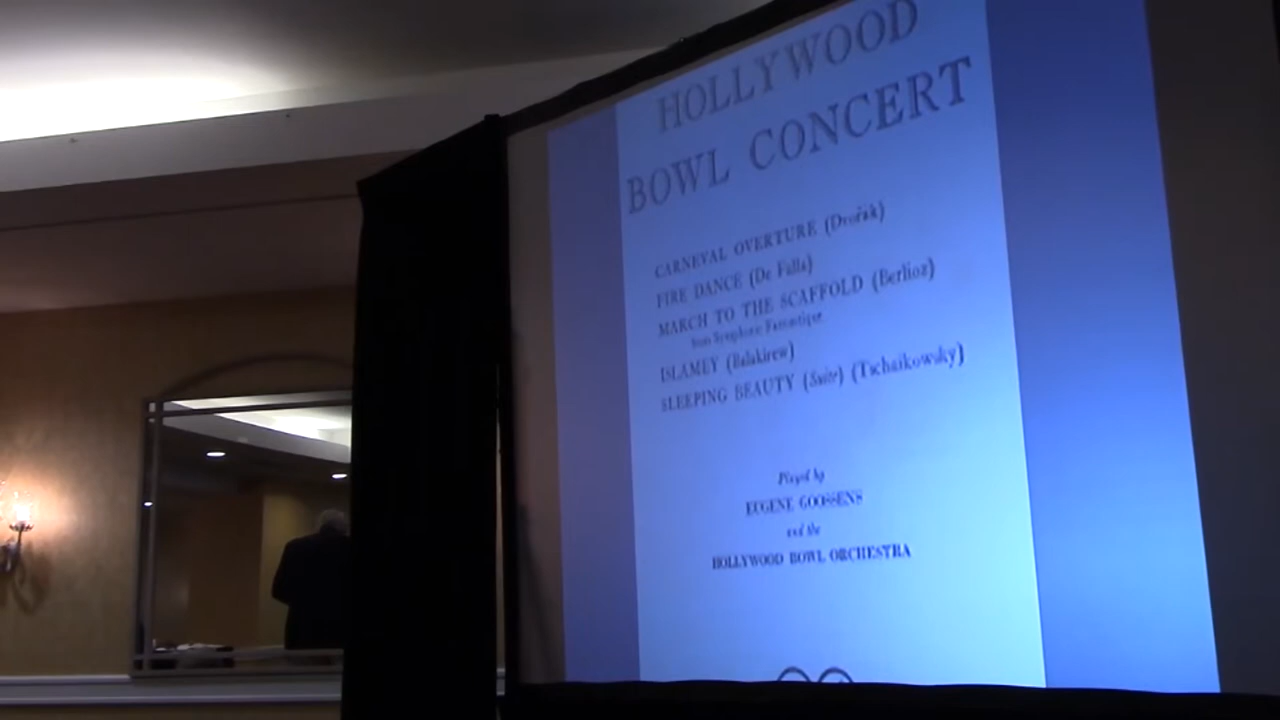 HOLLYWOOD
BOWL CONCERT
CARNEVAL OVERTURE (Dvořák)
FIRE DANCE (De Falla)
MARCH TO THE SCAFFOLD (Berlioz)
from Symphonie Fantastique
ISLAMEY (Balakirew)
SLEEPING BEAUTY (Suite) (Tschaikowsky)
Played by
EUGENE GOOSSENS
and the
HOLLYWOOD BOWL ORCHESTRA